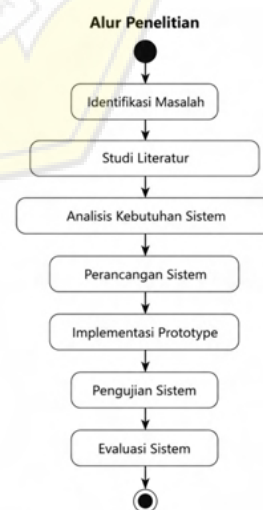 Alur Penelitian
Identifikasi Masalah
Studi Literatur
Analisis Kebutuhan Sistem
Perancangan Sistem
Implementasi Prototype
Pengujian Sistem
Evaluasi Sistem